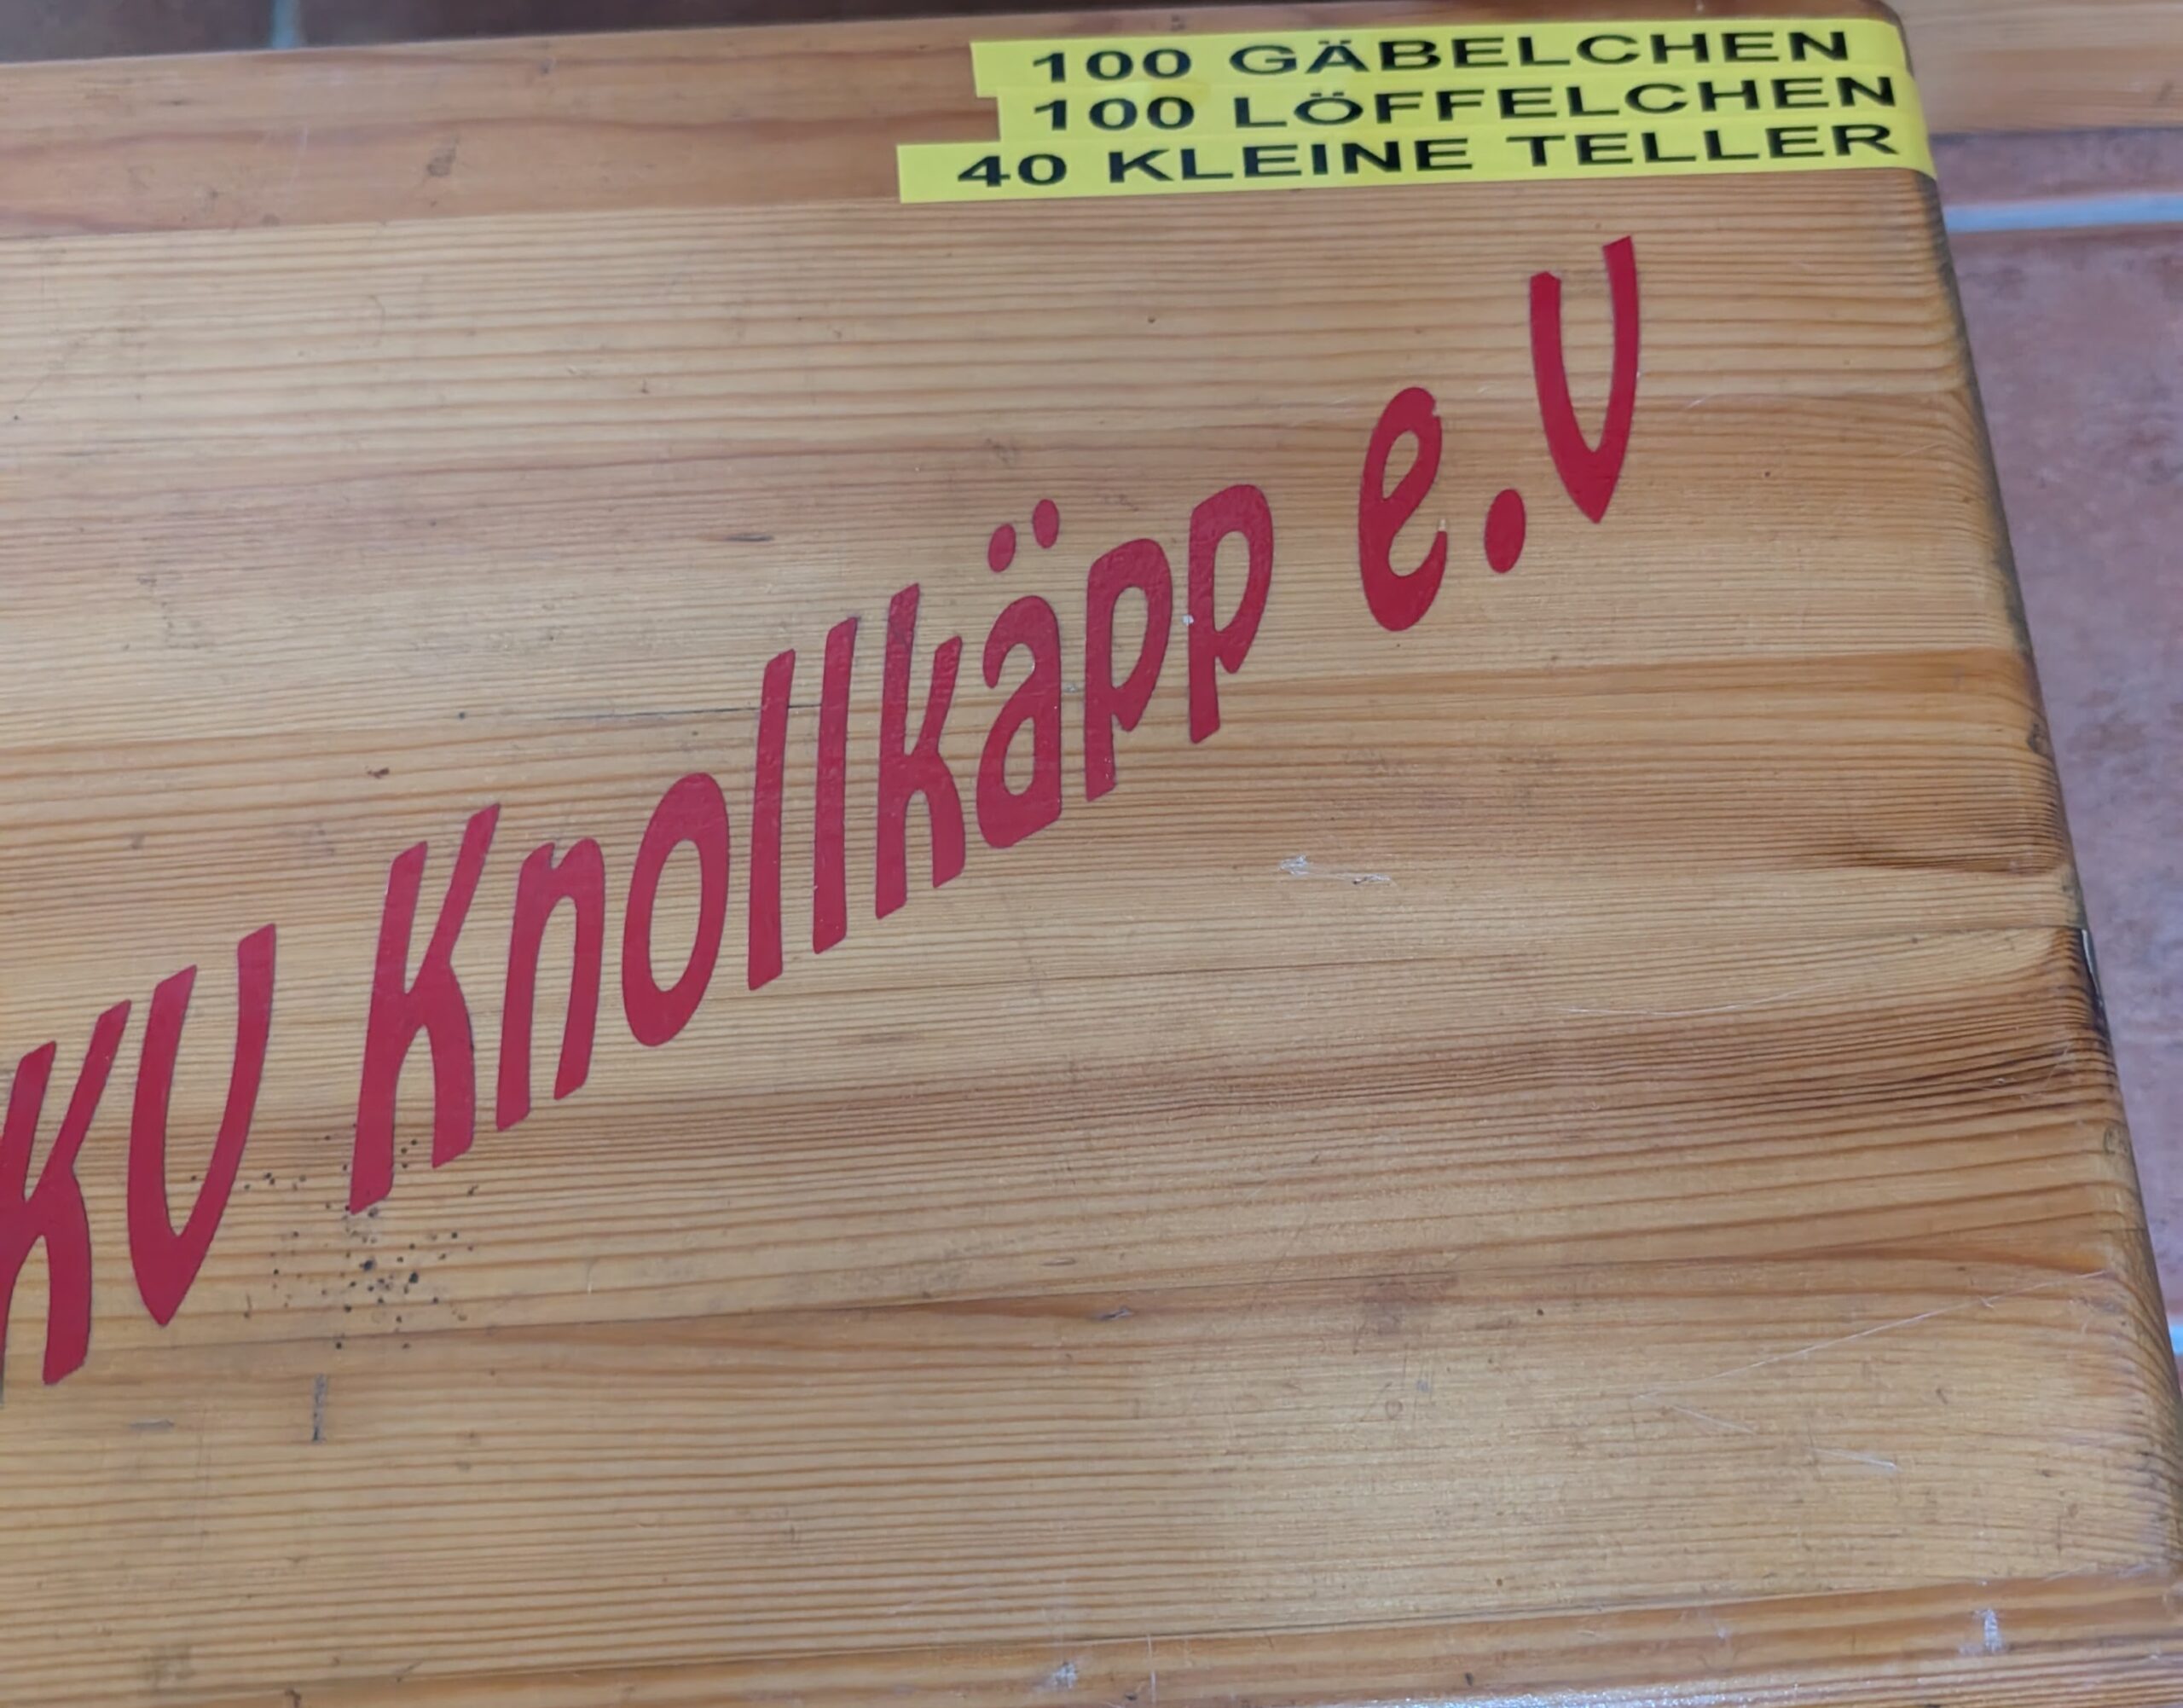 100 GÄBELCHEN
100 LÖFFELCHEN
40 KLEINE TELLER
KV Knollkäpp e.V